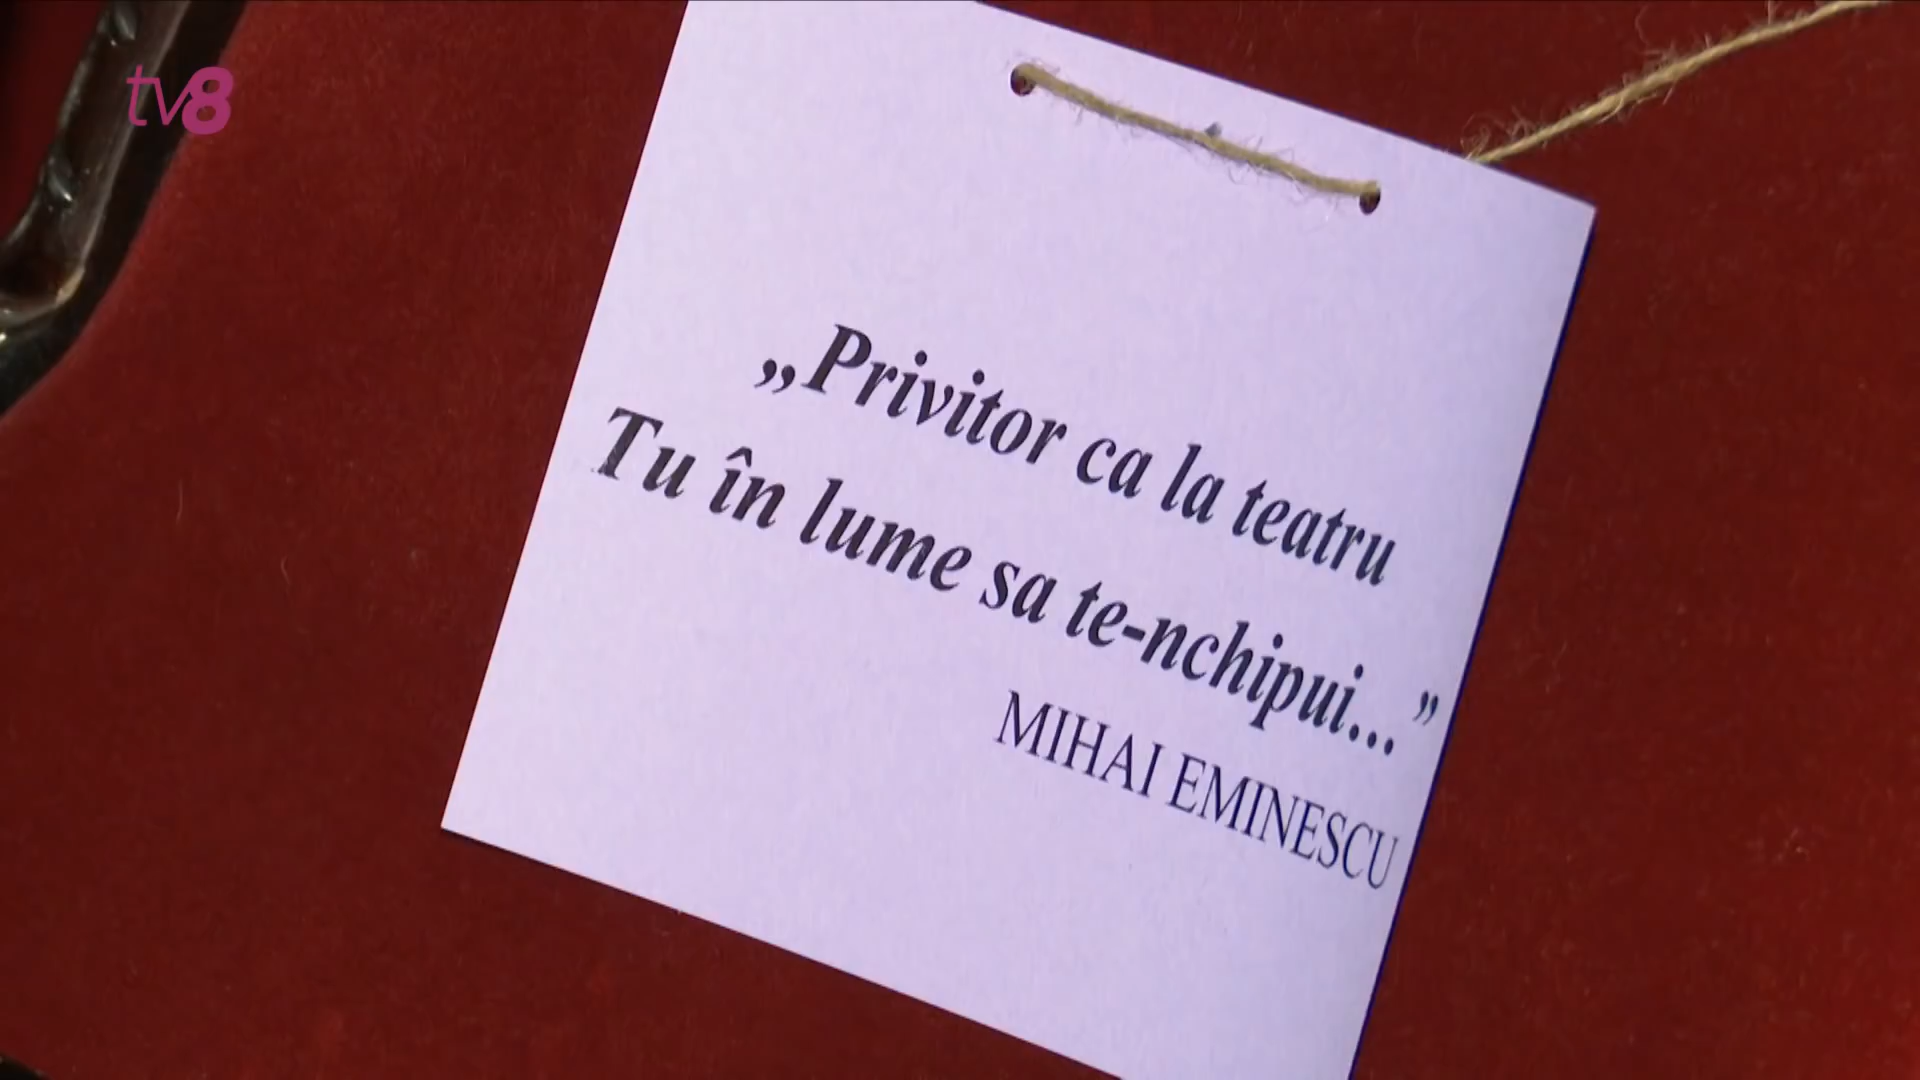 tv8
„Privitor ca la teatru
Tu în lume sa te-nchipui...”
MIHAI EMINESCU